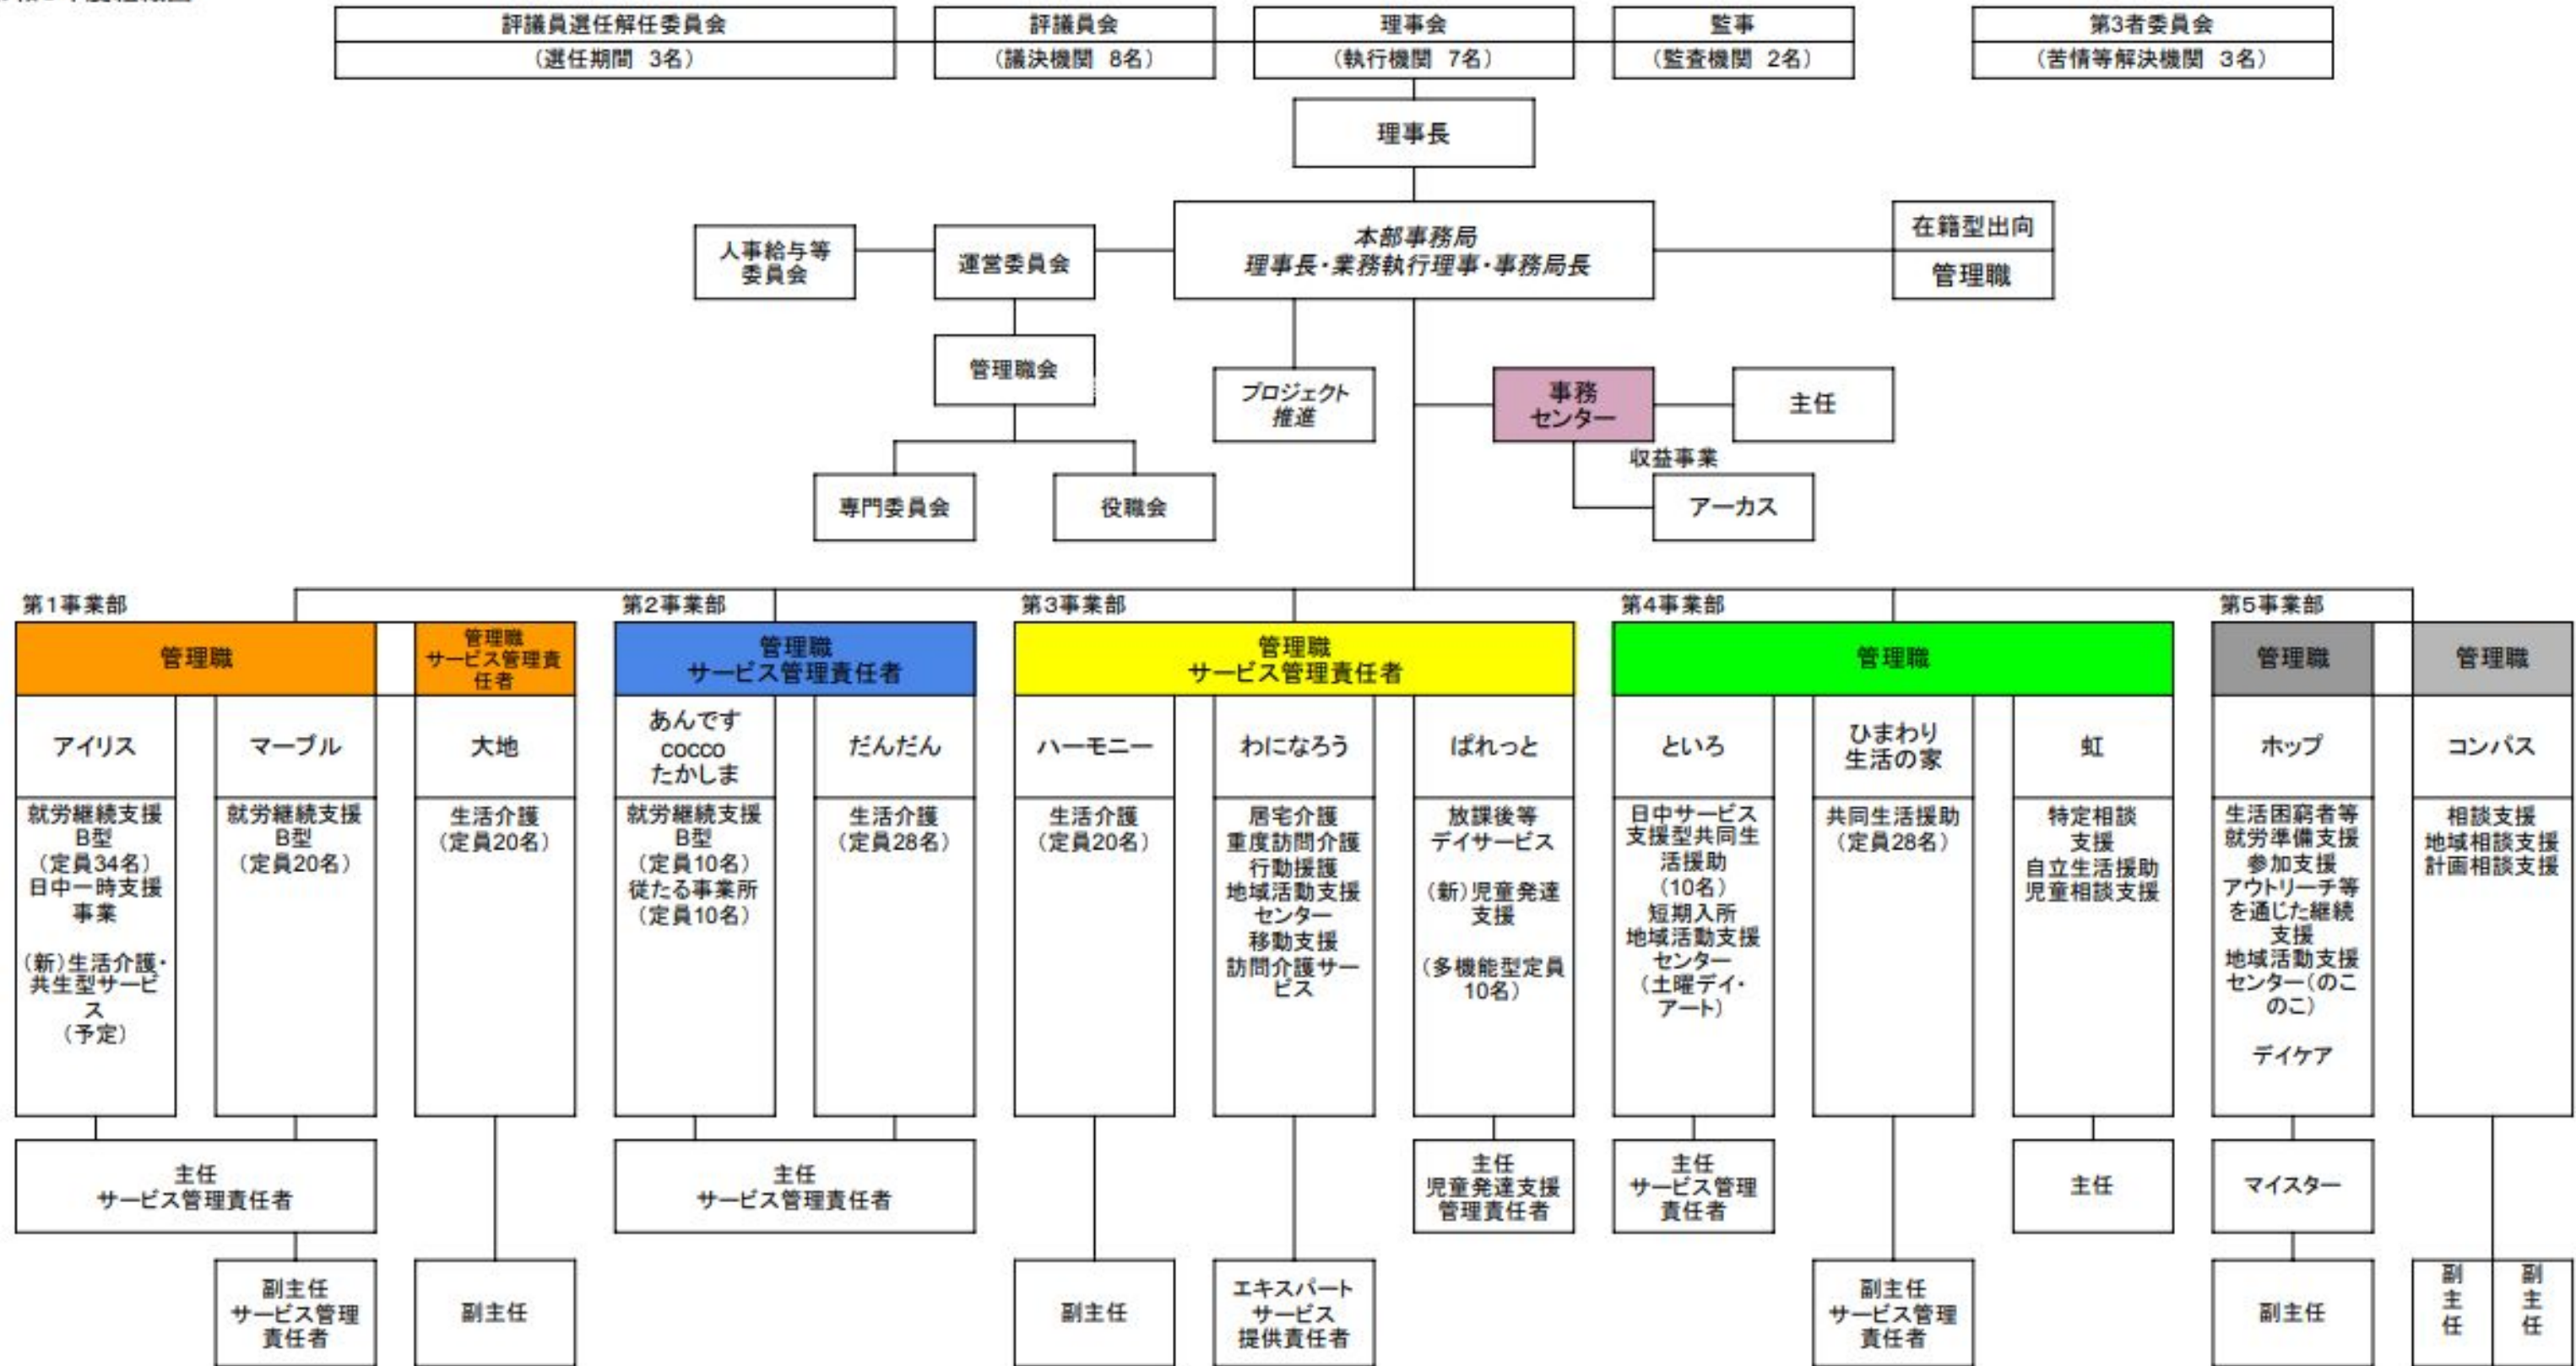 評議員選任解任委員会
（選任期間 3名）
評議員会
（議決機関 8名）
理事会
（執行機関 7名）
監事
（監査機関 2名）
第3者委員会
（苦情等解決機関 3名）
理事長
人事給与等
委員会
運営委員会
本部事務局
理事長・業務執行理事・事務局長
在籍型出向
管理職
管理職会
プロジェクト
推進
事務
センター
主任
収益事業
専門委員会
役職会
アーカス
第1事業部
第2事業部
第3事業部
第4事業部
第5事業部
管理職
管理職
サービス管理責
任者
管理職
サービス管理責任者
管理職
サービス管理責任者
管理職
管理職
管理職
アイリス
マーブル
大地
あんです
cocco
たかしま
だんだん
ハーモニー
わになろう
ぱれっと
といろ
ひまわり
生活の家
虹
ホップ
コンパス
就労継続支援
B型
（定員34名）
日中一時支援
事業
（新）生活介護・
共生型サービ
ス
（予定）
就労継続支援
B型
（定員20名）
生活介護
（定員20名）
就労継続支援
B型
（定員10名）
従たる事業所
（定員10名）
生活介護
（定員28名）
生活介護
（定員20名）
居宅介護
重度訪問介護
行動援護
地域活動支援
センター
移動支援
訪問介護サー
ビス
放課後等
デイサービス
（新）児童発達
支援
（多機能型定員
10名）
日中サービス
支援型共同生
活援助
（10名）
短期入所
地域活動支援
センター
（土曜デイ・
アート）
共同生活援助
（定員28名）
特定相談
支援
自立生活援助
児童相談支援
生活困窮者等
就労準備支援
参加支援
アウトリーチ等
を通じた継続
支援
地域活動支援
センター（のこ
のこ）
デイケア
相談支援
地域相談支援
計画相談支援
主任
サービス管理責任者
主任
サービス管理責任者
主任
児童発達支援
管理責任者
主任
サービス管理
責任者
主任
マイスター
副主任
サービス管理
責任者
副主任
副主任
エキスパート
サービス
提供責任者
副主任
サービス管理
責任者
副主任
副主任
副主任